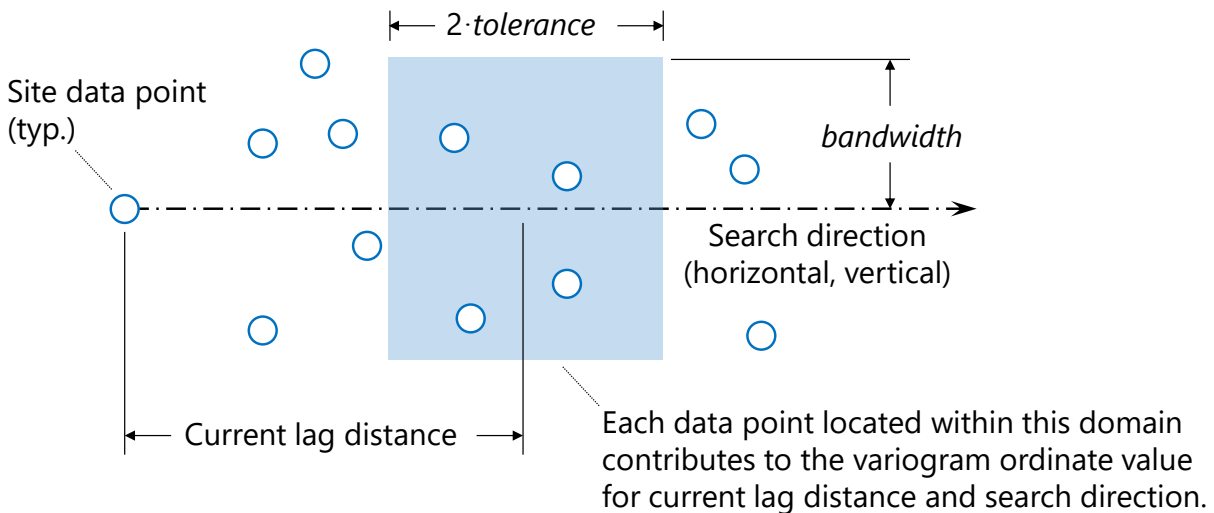 2·tolerance
Site data point
(typ.)
bandwidth
Search direction
(horizontal, vertical)
Current lag distance
Each data point located within this domain
contributes to the variogram ordinate value
for current lag distance and search direction.